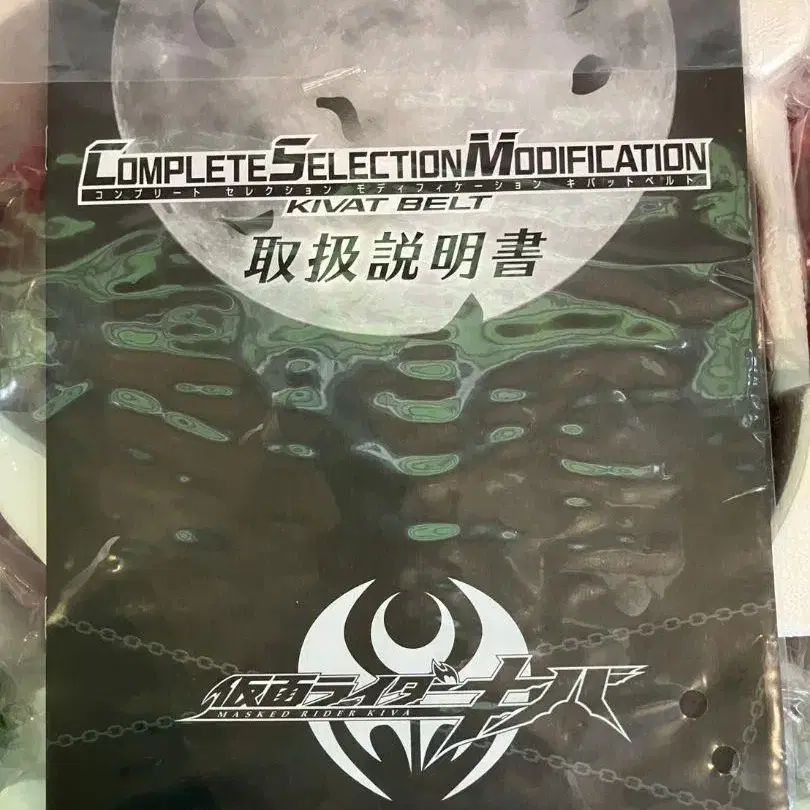 COMPLETE SELECTION MODIFICATION
コンプリート セレクション モディフィケーション キバットベルト
KIVAT BELT
取扱説明書
仮面ライダーキバ
MASKED RIDER KIVA